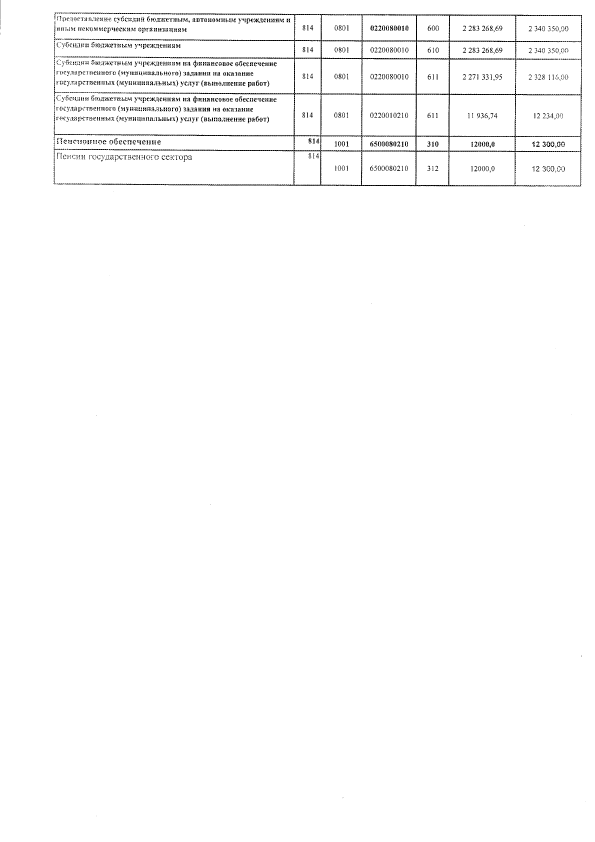 Предоставление субсидий бюджетным, автономным учреждениям и
иным некоммерческим организациям 814 0801 0220080010 600 2 283 268,69 2 340 350,00
Субсидии бюджетным учреждениям 814 0801 0220080010 610 2 283 268,69 2 340 350,00
Субсидии бюджетным учреждениям на финансовое обеспечение
государственного (муниципального) задания на оказание
государственных (муниципальных) услуг (выполнение работ) 814 0801 0220080010 611 2 271 331,95 2 328 116,00
Субсидии бюджетным учреждениям на финансовое обеспечение
государственного (муниципального) задания на оказание
государственных (муниципальных) услуг (выполнение работ) 814 0801 0220010210 611 11 936,74 12 234,00
Пенсионное обеспечение 814 1001 6500080210 310 12000,0 12 300,00
Пенсии государственного сектора 814
1001 6500080210 312 12000,0 12 300,00